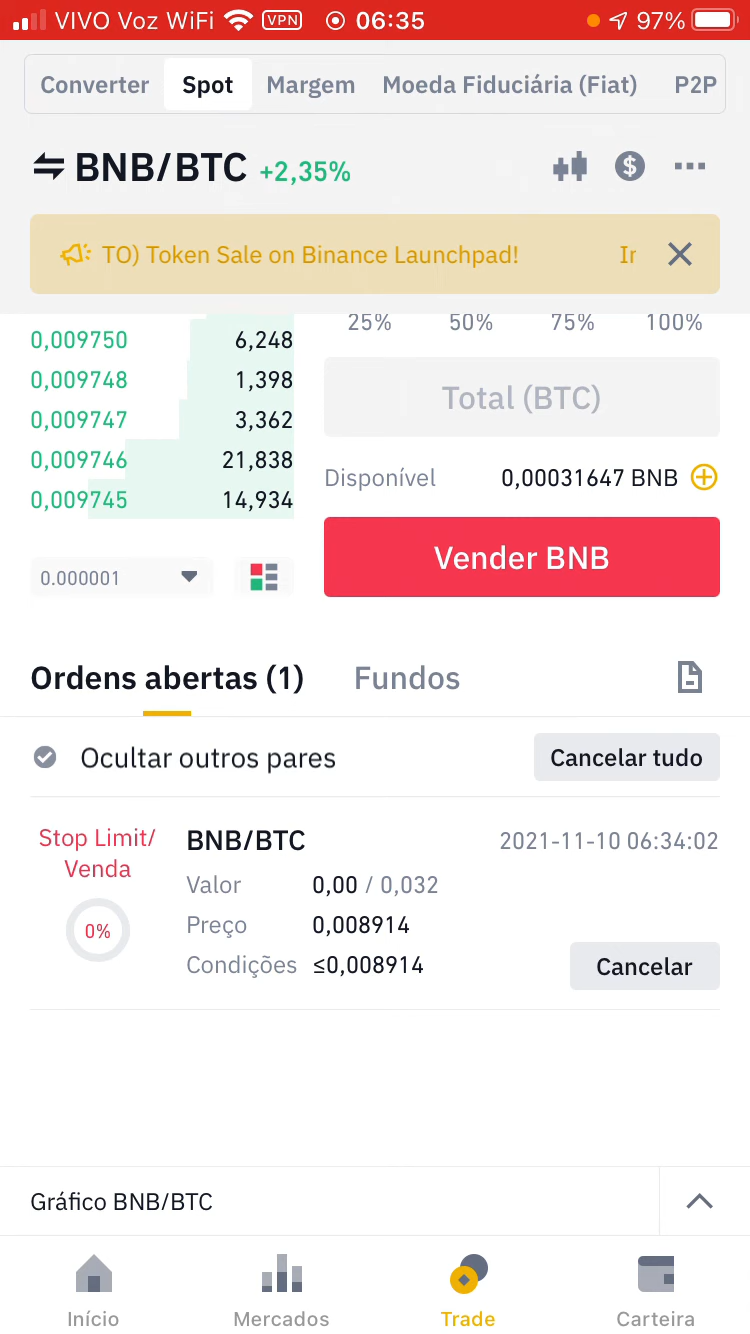 VIVO Voz WiFi VPN 06:35 97%
Converter Spot Margem Moeda Fiduciária (Fiat) P2P
BNB/BTC +2,35%
TO) Token Sale on Binance Launchpad! Ir
25% 50% 75% 100%
0,009750 6,248
0,009748 1,398
0,009747 3,362
0,009746 21,838
0,009745 14,934
0.000001
Total (BTC)
Disponível 0,00031647 BNB
Vender BNB
Ordens abertas (1) Fundos
Ocultar outros pares Cancelar tudo
Stop Limit/
Venda
0%
BNB/BTC 2021-11-10 06:34:02
Valor 0,00 / 0,032
Preço 0,008914
Condições ≤0,008914
Cancelar
Gráfico BNB/BTC
Início Mercados Trade Carteira